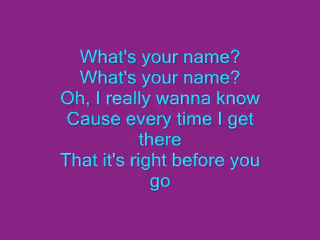 What's your name?
What's your name?
Oh, I really wanna know
Cause every time I get
there
That it's right before you
go